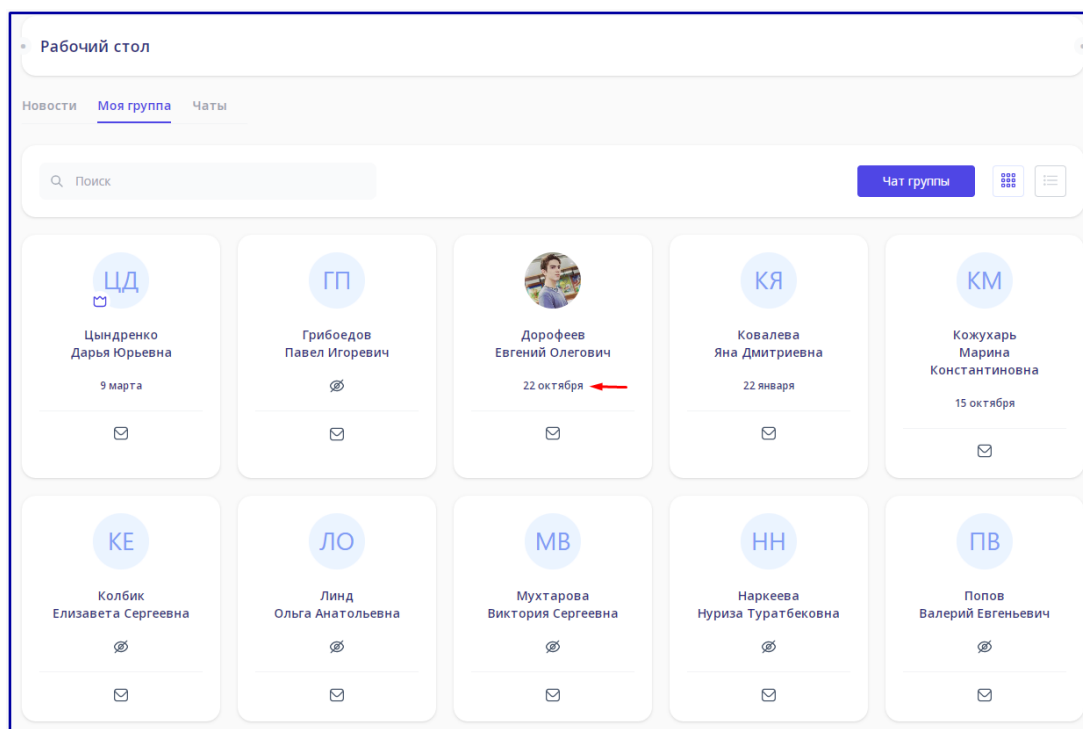 Рабочий стол
Новости Моя группа Чаты
Поиск
Чат группы
ЦД
Цындренко
Дарья Юрьевна
9 марта
ГП
Грибоедов
Павел Игоревич
Дорофеев
Евгений Олегович
22 октября
КЯ
Ковалева
Яна Дмитриевна
22 января
КМ
Кожухарь
Марина
Константиновна
15 октября
КЕ
Колбик
Елизавета Сергеевна
ЛО
Линд
Ольга Анатольевна
МВ
Мухтарова
Виктория Сергеевна
НН
Наркеева
Нуриза Туратбековна
ПВ
Попов
Валерий Евгеньевич